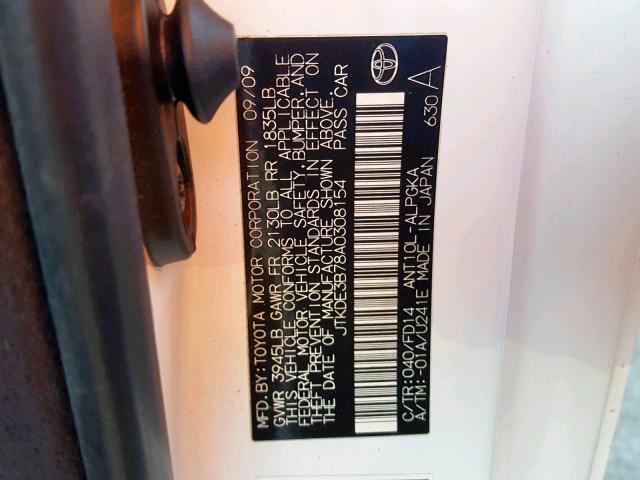 MFD.BY:TOYOTA MOTOR CORPORATION 09/09
GVWR 3945LB GAWR FR 2130LB RR 1835LB
THIS VEHICLE CONFORMS TO ALL APPLICABLE
FEDERAL MOTOR VEHICLE SAFETY, BUMPER, AND
THEFT PREVENTION STANDARDS IN EFFECT ON
THE DATE OF MANUFACTURE SHOWN ABOVE.
JTKDE3B78A0308154 PASS CAR
C/TR:040/FD14 ANT10L-ALPGKA
A/TM:-01A/U241E MADE IN JAPAN 630 A